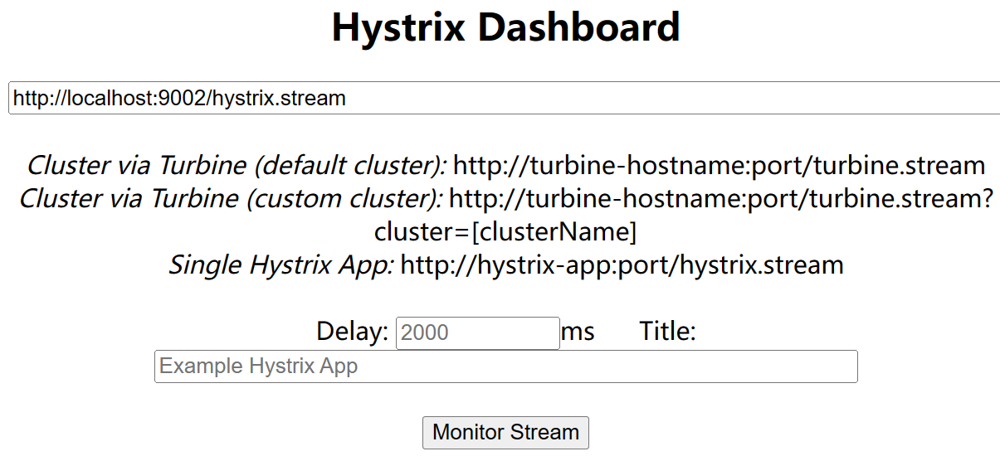 Hystrix Dashboard
http://localhost:9002/hystrix.stream
Cluster via Turbine (default cluster): http://turbine-hostname:port/turbine.stream
Cluster via Turbine (custom cluster): http://turbine-hostname:port/turbine.stream?
cluster=[clusterName]
Single Hystrix App: http://hystrix-app:port/hystrix.stream
Delay: 2000 ms Title:
Example Hystrix App
Monitor Stream